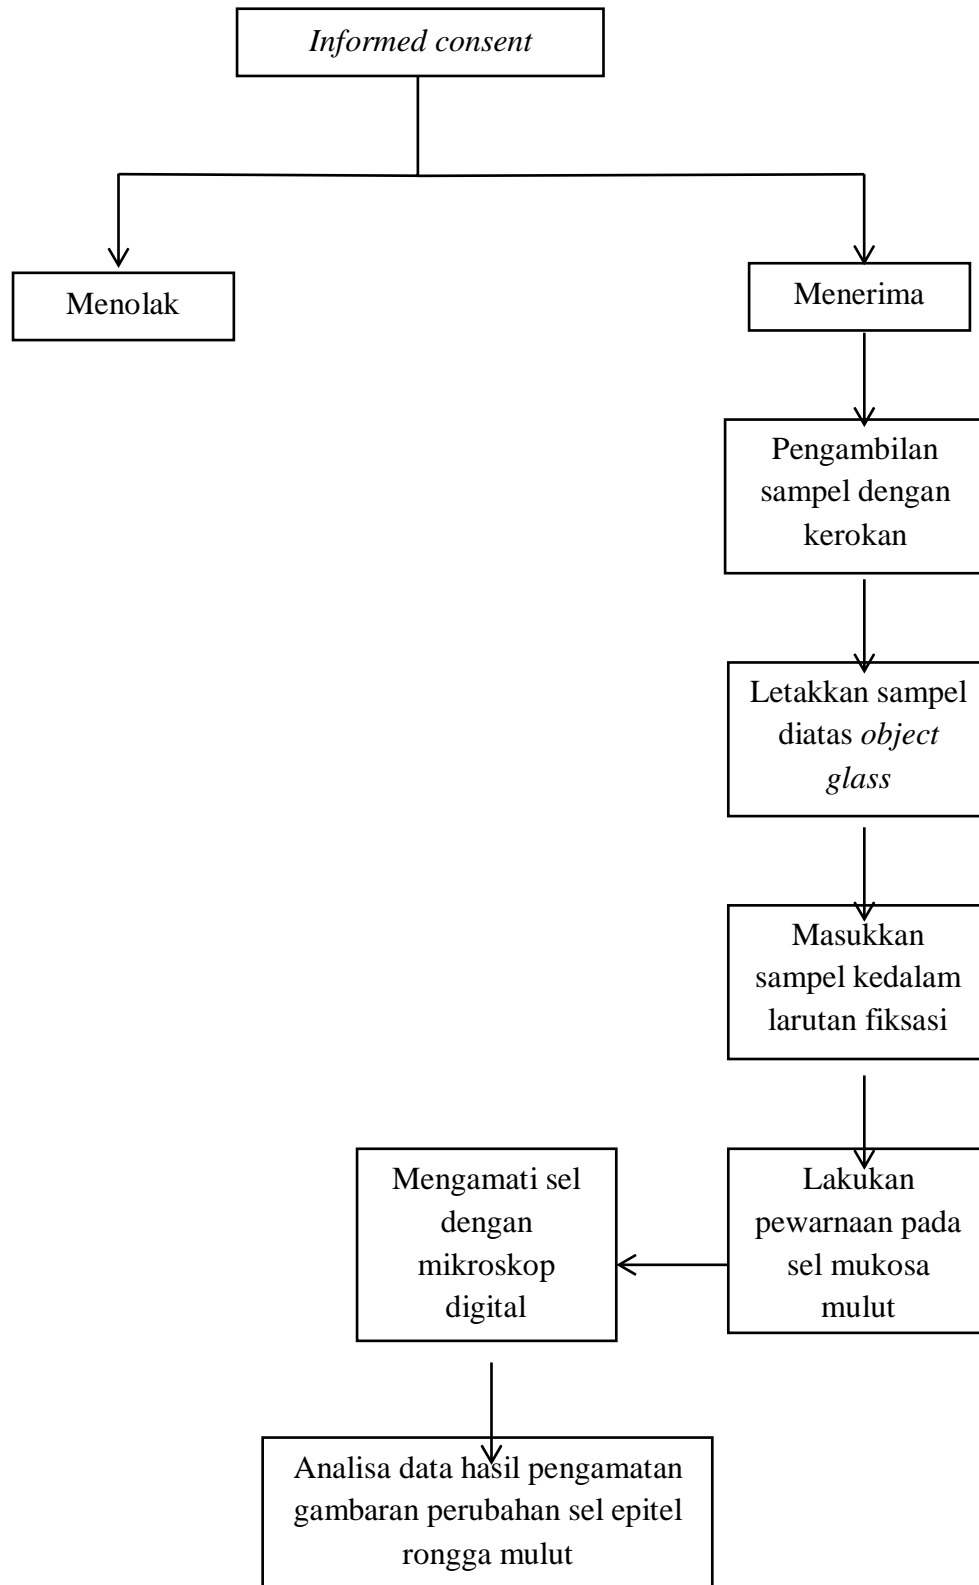 Informed consent
Menolak
Menerima
Pengambilan
sampel dengan
kerokan
Letakkan sampel
diatas object
glass
Masukkan
sampel kedalam
larutan fiksasi
Lakukan
pewarnaan pada
sel mukosa
mulut
Mengamati sel
dengan
mikroskop
digital
Analisa data hasil pengamatan
gambaran perubahan sel epitel
rongga mulut